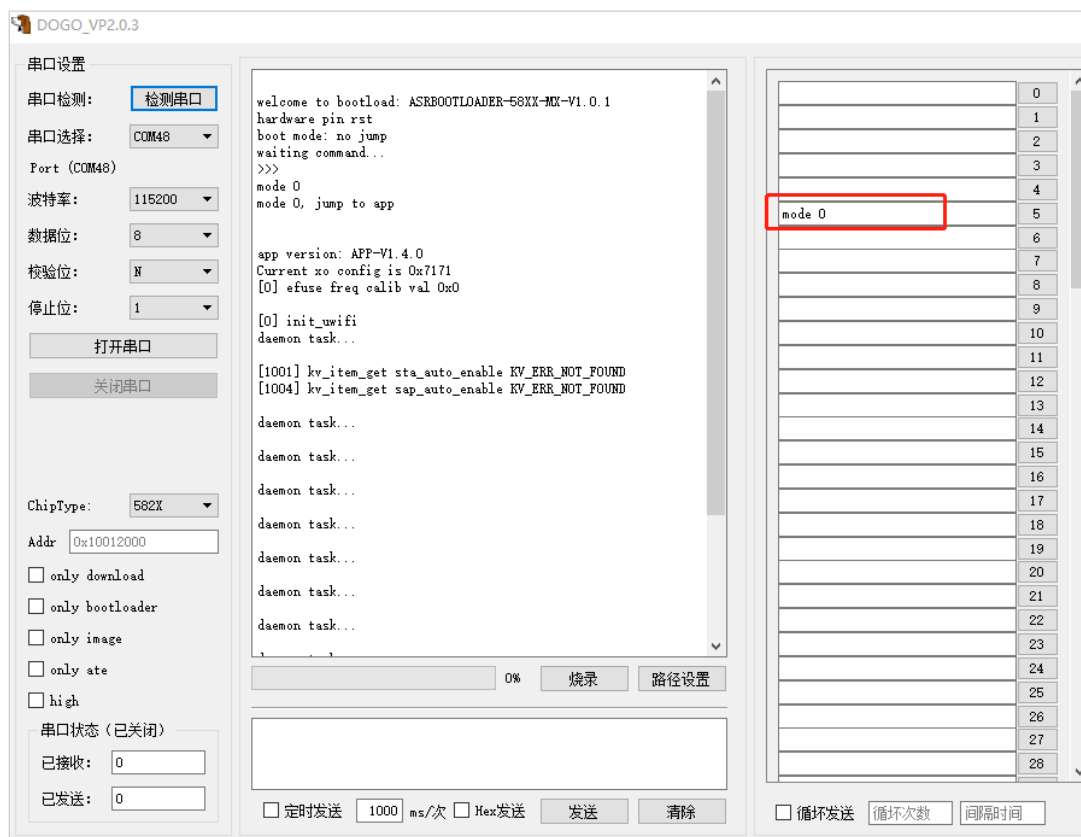 DOGO_VP2.0.3
串口设置
串口检测： 检测串口
串口选择： COM48
Port (COM48)
波特率： 115200
数据位： 8
校验位： N
停止位： 1
打开串口
关闭串口
ChipType: 582X
Addr 0x10012000
only download
only bootloader
only image
only ate
high
串口状态（已关闭）
已接收： 0
已发送： 0
welcome to bootload: ASRBOOTLOADER-58XX-MX-V1.0.1
hardware pin rst
boot mode: no jump
waiting command...
>>>
mode 0
mode 0, jump to app
app version: APP-V1.4.0
Current xo config is 0x7171
[0] efuse freq calib val 0x0
[0] init_uwifi
daemon task...
[1001] kv_item_get sta_auto_enable KV_ERR_NOT_FOUND
[1004] kv_item_get sap_auto_enable KV_ERR_NOT_FOUND
daemon task...
daemon task...
daemon task...
daemon task...
daemon task...
daemon task...
daemon task...
0% 烧录 路径设置
定时发送 1000 ms/次 Hex发送 发送 清除
0
1
2
3
4
mode 0 5
6
7
8
9
10
11
12
13
14
15
16
17
18
19
20
21
22
23
24
25
26
27
28
循环发送 循环次数 间隔时间